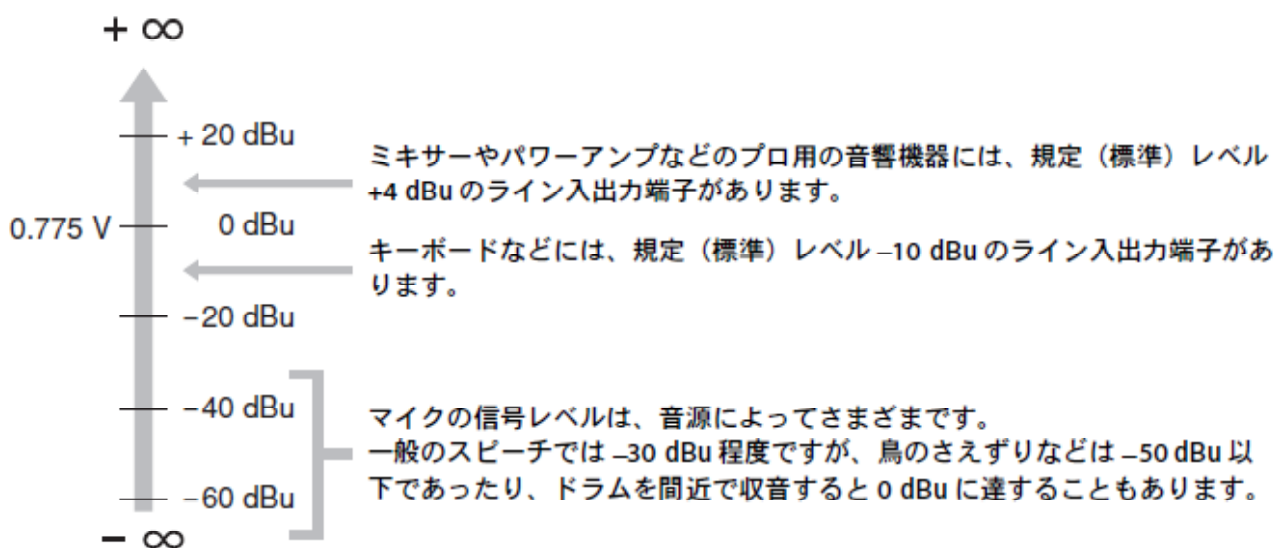 + ∞
+ 20 dBu
ミキサーやパワーアンプなどのプロ用の音響機器には、規定（標準）レベル
+4 dBu のライン入出力端子があります。
0.775 V
0 dBu
キーボードなどには、規定（標準）レベル –10 dBu のライン入出力端子があ
ります。
−20 dBu
−40 dBu
マイクの信号レベルは、音源によってさまざまです。
一般のスピーチでは –30 dBu 程度ですが、鳥のさえずりなどは –50 dBu 以
下であったり、ドラムを間近で収音すると 0 dBu に達することもあります。
−60 dBu
− ∞